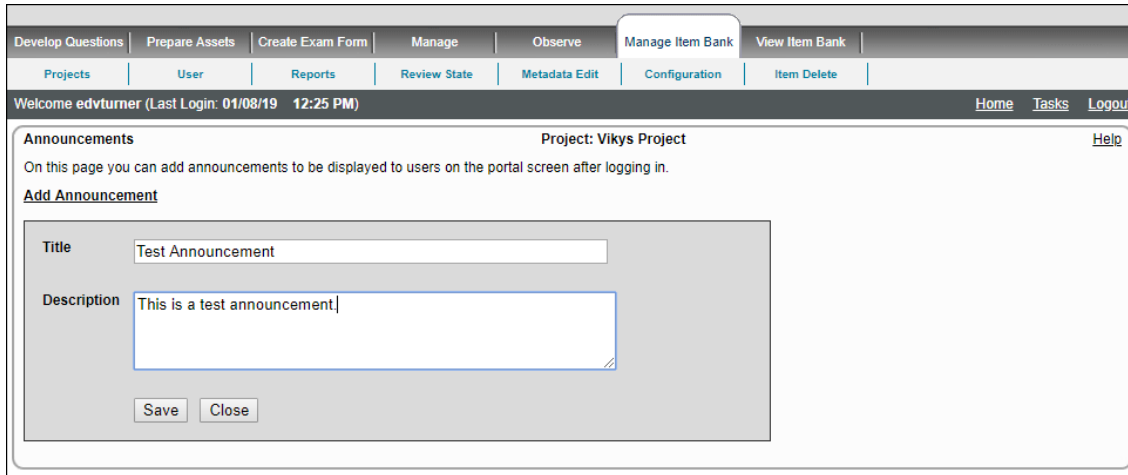 Develop Questions Prepare Assets Create Exam Form Manage Observe Manage Item Bank View Item Bank
Projects User Reports Review State Metadata Edit Configuration Item Delete
Welcome edvturner (Last Login: 01/08/19 12:25 PM) Home Tasks Logou
Announcements Project: Vikys Project Help
On this page you can add announcements to be displayed to users on the portal screen after logging in.
Add Announcement
Title Test Announcement
Description This is a test announcement.
Save Close